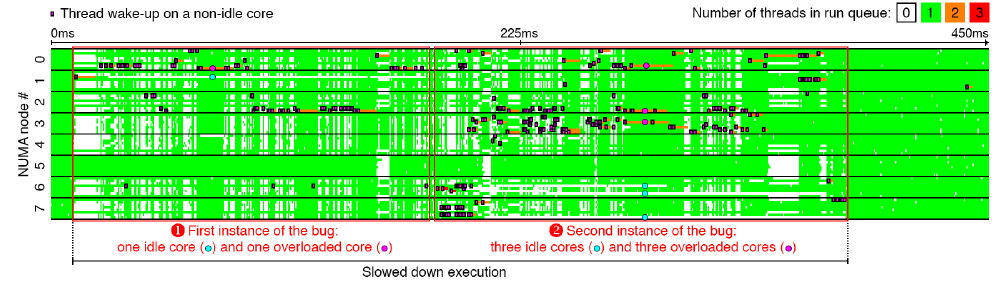 Thread wake-up on a non-idle core
Number of threads in run queue: 0 1 2 3
0ms 225ms 450ms
NUMA node #
0
1
2
3
4
5
6
7
1 First instance of the bug:
one idle core ( ) and one overloaded core ( )
2 Second instance of the bug:
three idle cores ( ) and three overloaded cores ( )
Slowed down execution